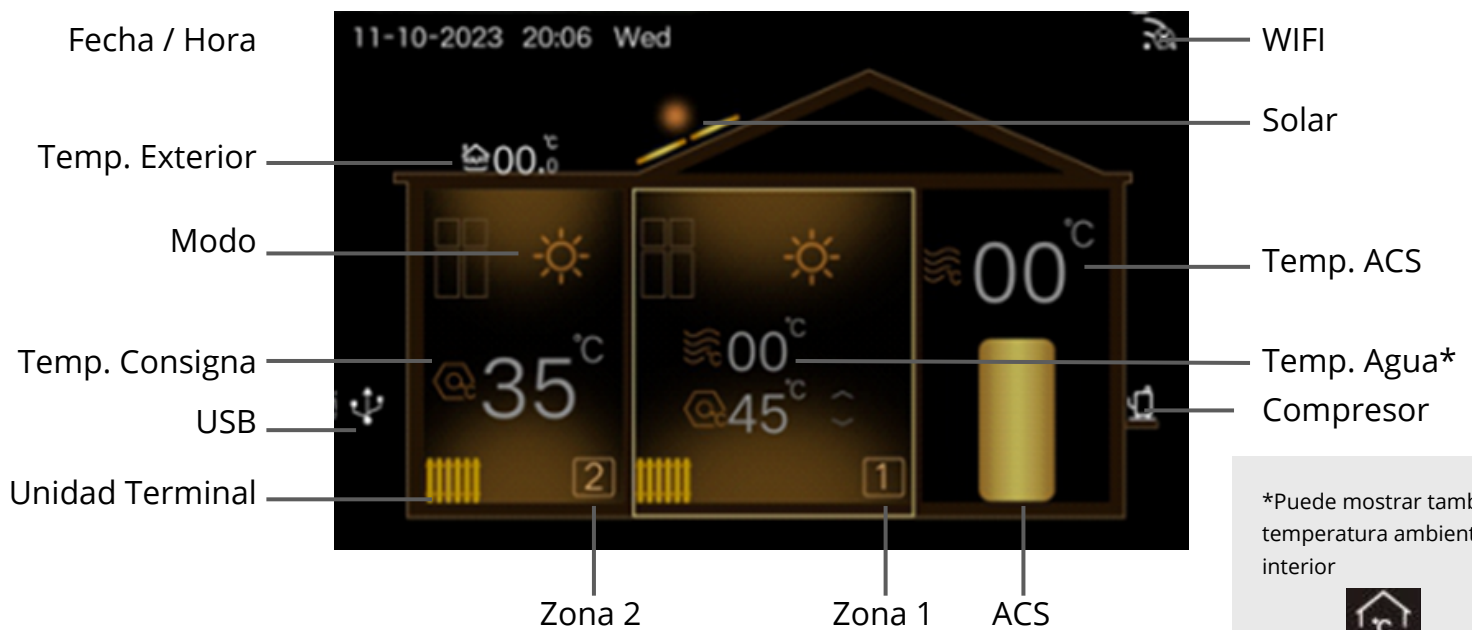 Fecha / Hora
11-10-2023 20:06 Wed
WIFI
Solar
Temp. Exterior
00.0 °C
Modo
00 °C
Temp. ACS
Temp. Consigna
35 °C
00 °C
Temp. Agua*
45 °C
USB
Compresor
Unidad Terminal
2
1
*Puede mostrar
temperatura
interior
°C
Zona 2
Zona 1
ACS